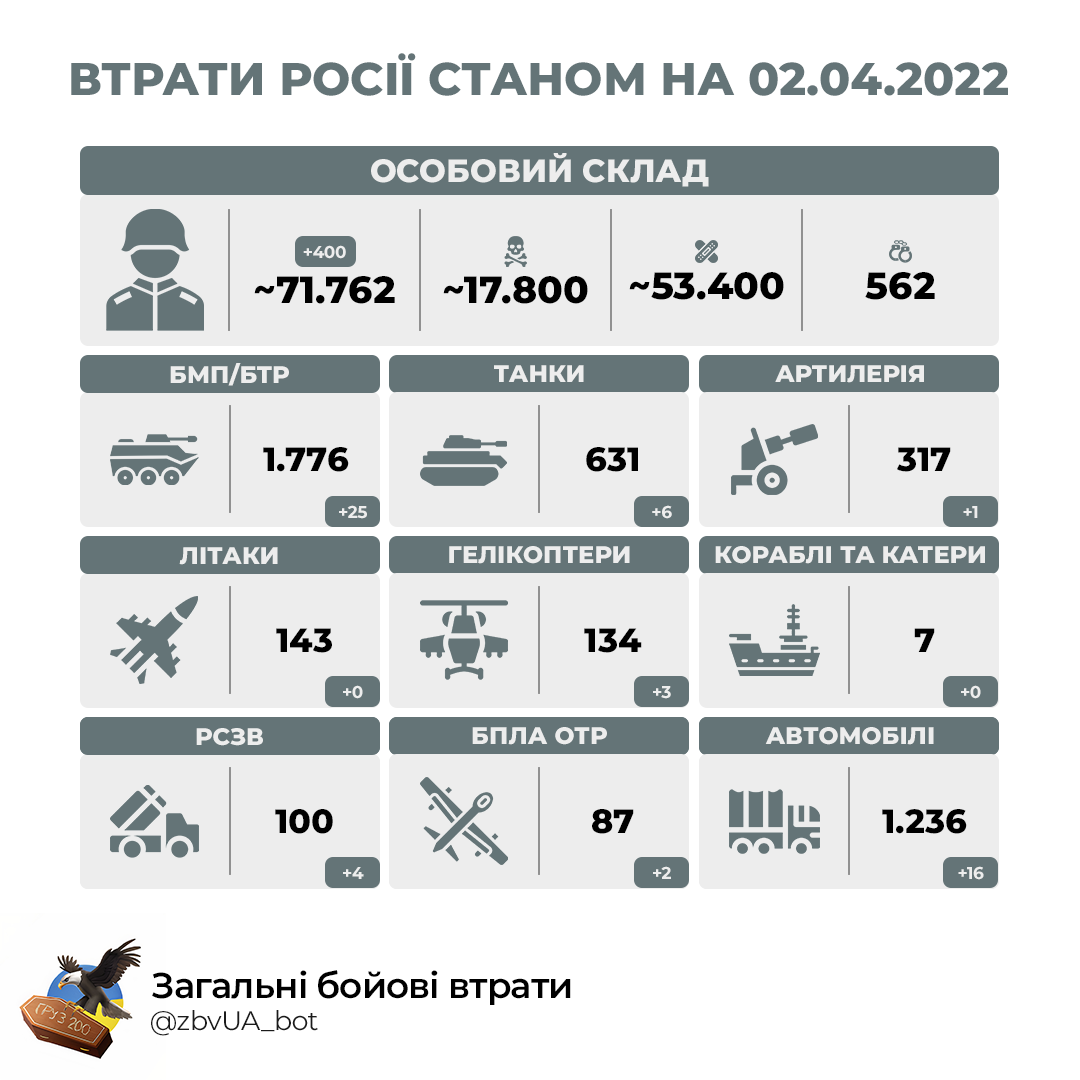 ВТРАТИ РОСІЇ СТАНОМ НА 02.04.2022
ОСОБОВИЙ СКЛАД
+400
~71.762
~17.800
~53.400
562
БМП/БТР
1.776
+25
ТАНКИ
631
+6
АРТИЛЕРІЯ
317
+1
ЛІТАКИ
143
+0
ГЕЛІКОПТЕРИ
134
+3
КОРАБЛІ ТА КАТЕРИ
7
+0
РСЗВ
100
+4
БПЛА ОТР
87
+2
АВТОМОБІЛІ
1.236
+16
ГРУЗ 200
Загальні бойові втрати
@zbvUA_bot